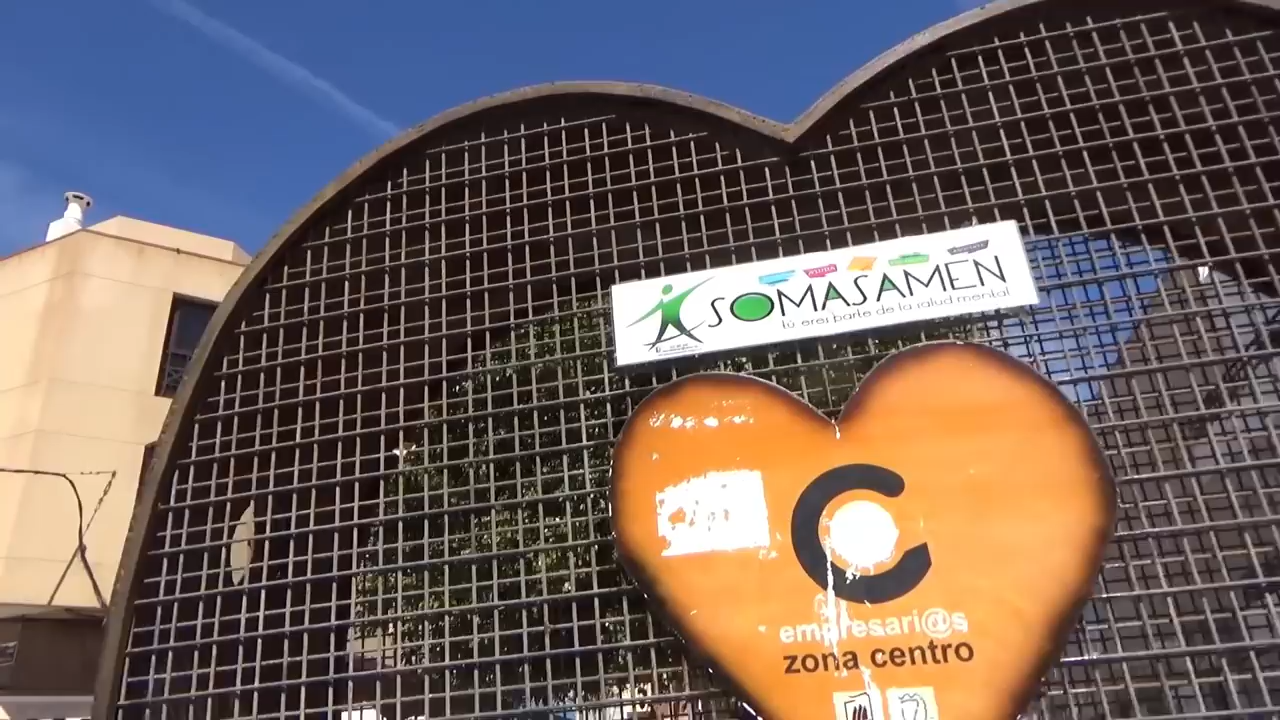 SOMASAMEN
tú eres parte de la salud mental
C
empresari@s
zona centro